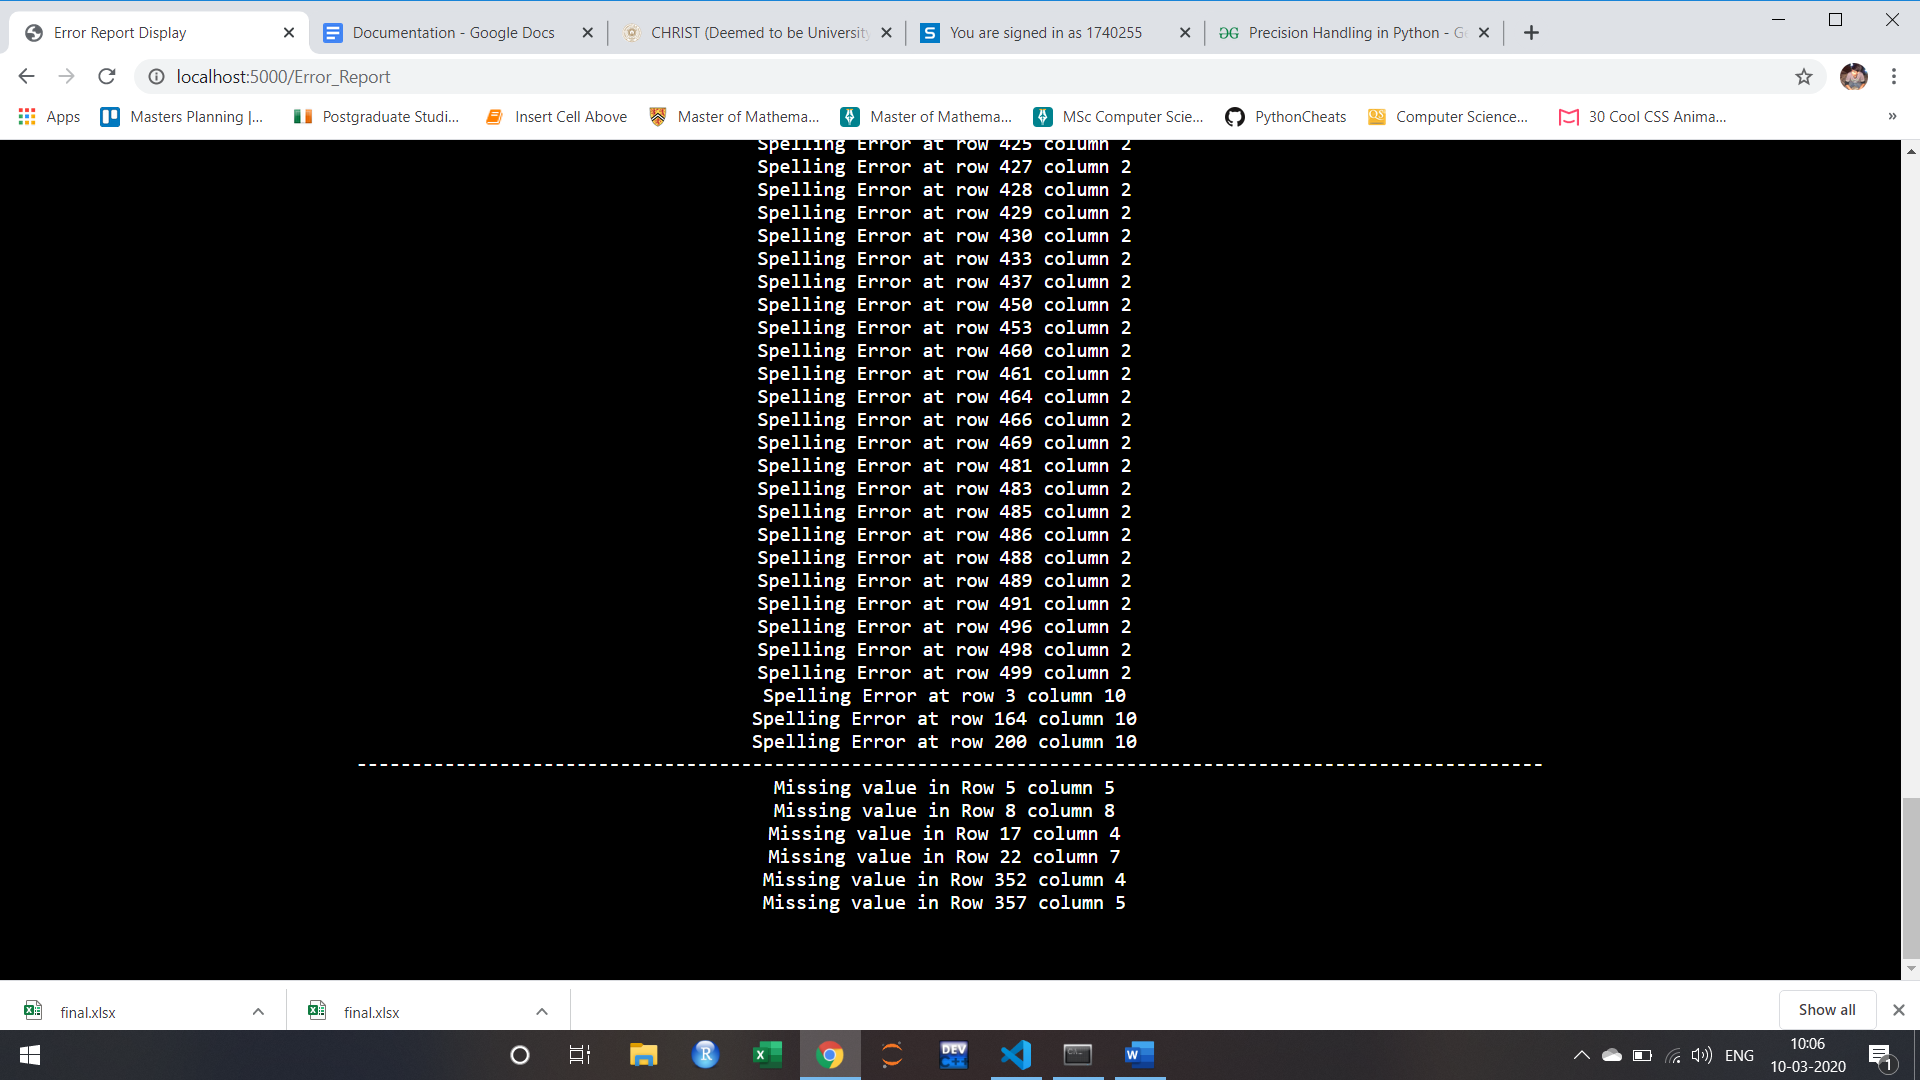 Error Report Display
Documentation - Google Docs
CHRIST (Deemed to be University
You are signed in as 1740255
Precision Handling in Python - G
localhost:5000/Error_Report
Apps
Masters Planning |...
Postgraduate Studi...
Insert Cell Above
Master of Mathema...
Master of Mathema...
MSc Computer Scie...
PythonCheats
Computer Science...
30 Cool CSS Anima...
»
Spelling Error at row 425 column 2
Spelling Error at row 427 column 2
Spelling Error at row 428 column 2
Spelling Error at row 429 column 2
Spelling Error at row 430 column 2
Spelling Error at row 433 column 2
Spelling Error at row 437 column 2
Spelling Error at row 450 column 2
Spelling Error at row 453 column 2
Spelling Error at row 460 column 2
Spelling Error at row 461 column 2
Spelling Error at row 464 column 2
Spelling Error at row 466 column 2
Spelling Error at row 469 column 2
Spelling Error at row 481 column 2
Spelling Error at row 483 column 2
Spelling Error at row 485 column 2
Spelling Error at row 486 column 2
Spelling Error at row 488 column 2
Spelling Error at row 489 column 2
Spelling Error at row 491 column 2
Spelling Error at row 496 column 2
Spelling Error at row 498 column 2
Spelling Error at row 499 column 2
Spelling Error at row 3 column 10
Spelling Error at row 164 column 10
Spelling Error at row 200 column 10
------------------------------------------------------------------------------------------------------------
Missing value in Row 5 column 5
Missing value in Row 8 column 8
Missing value in Row 17 column 4
Missing value in Row 22 column 7
Missing value in Row 352 column 4
Missing value in Row 357 column 5
final.xlsx
final.xlsx
Show all
DEV
C++
ENG
10:06
10-03-2020
1